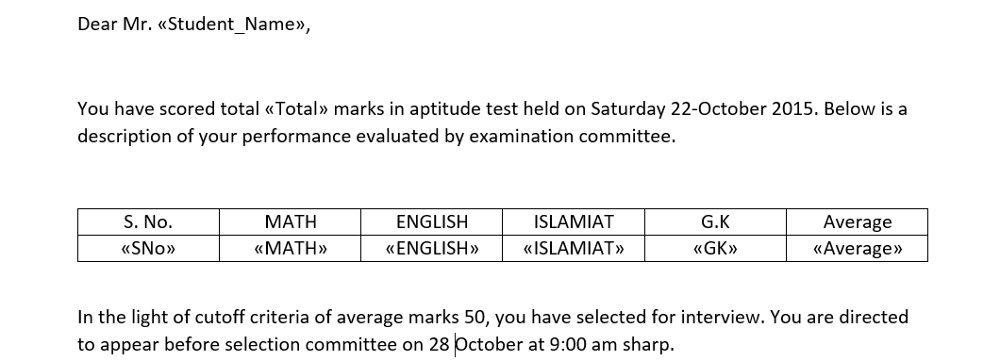 Dear Mr. «Student_Name»,
You have scored total «Total» marks in aptitude test held on Saturday 22-October 2015. Below is a
description of your performance evaluated by examination committee.
S. No. MATH ENGLISH ISLAMIAT G.K Average
«SNo» «MATH» «ENGLISH» «ISLAMIAT» «GK» «Average»
In the light of cutoff criteria of average marks 50, you have selected for interview. You are directed
to appear before selection committee on 28 October at 9:00 am sharp.